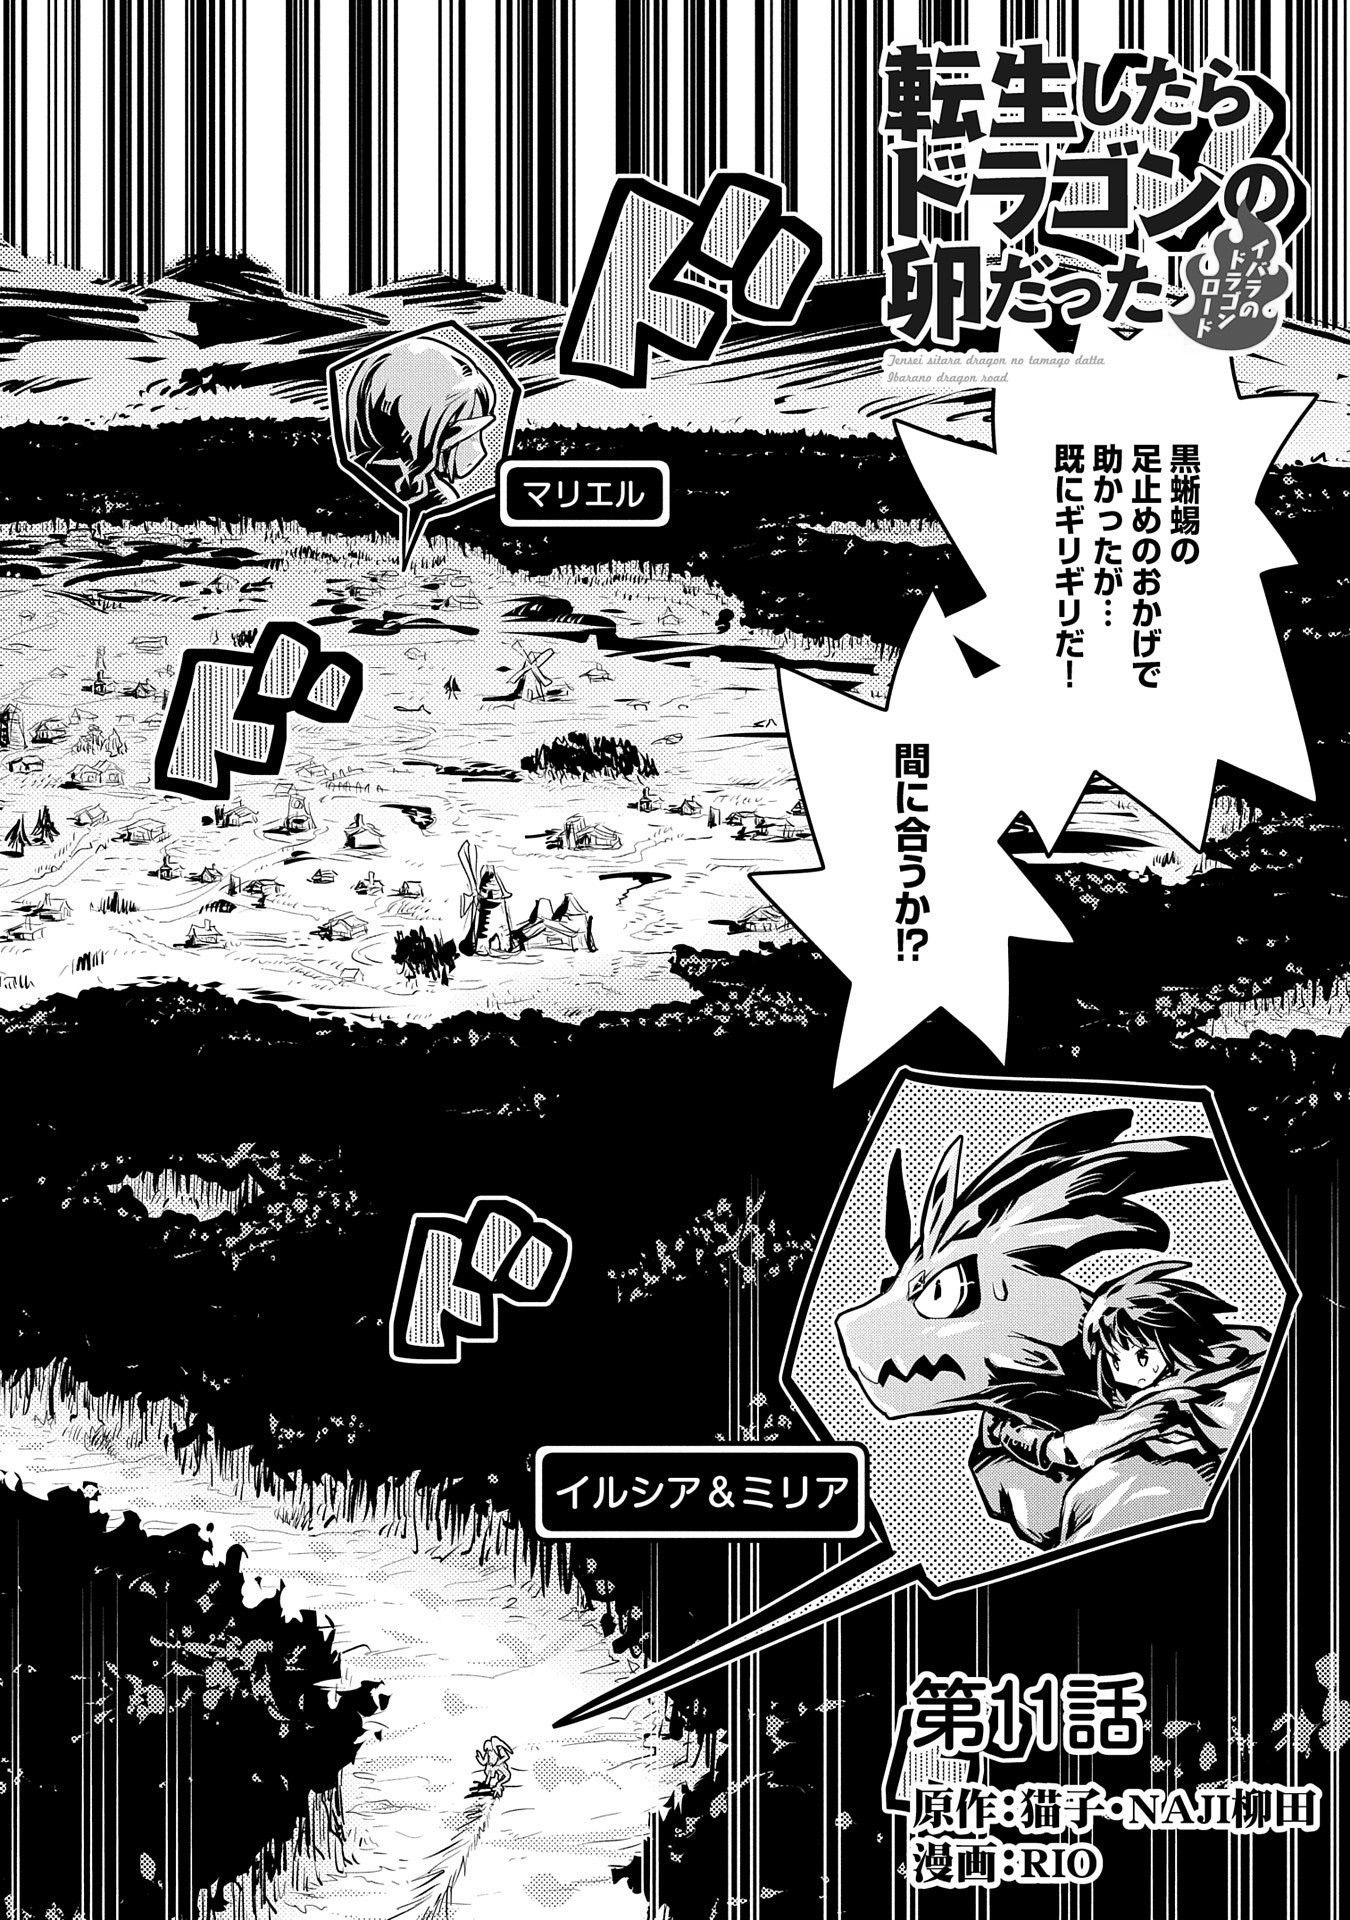 転生したら
ドラゴンの
卵だった
イバラの
ドラゴン
ロード
Tensei sitara dragon no tamago datta
Ibarano dragon road
黒蜥蜴の
足止めのおかげで
助かったが…
既にギリギリだ!
間に合うか!?
ド
マリエル
ド
ド
イルシア&ミリア
第11話
原作:猫子・NAJI柳田
漫画:RIO